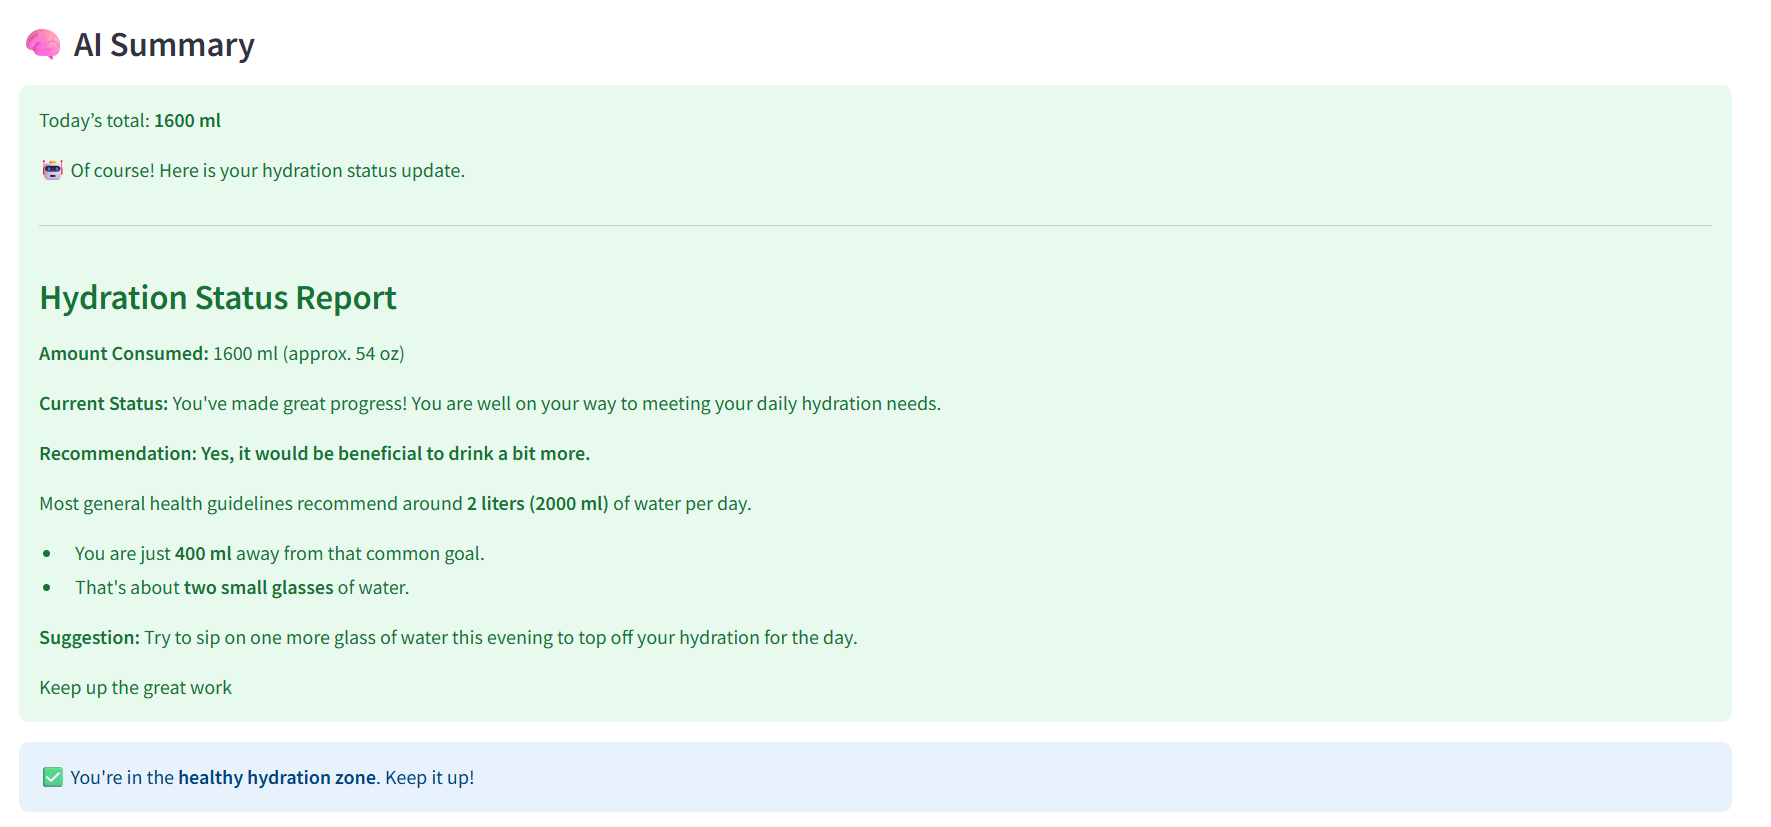 AI Summary
Today’s total: 1600 ml
Of course! Here is your hydration status update.
Hydration Status Report
Amount Consumed: 1600 ml (approx. 54 oz)
Current Status: You've made great progress! You are well on your way to meeting your daily hydration needs.
Recommendation: Yes, it would be beneficial to drink a bit more.
Most general health guidelines recommend around 2 liters (2000 ml) of water per day.
• You are just 400 ml away from that common goal.
• That's about two small glasses of water.
Suggestion: Try to sip on one more glass of water this evening to top off your hydration for the day.
Keep up the great work
You're in the healthy hydration zone. Keep it up!